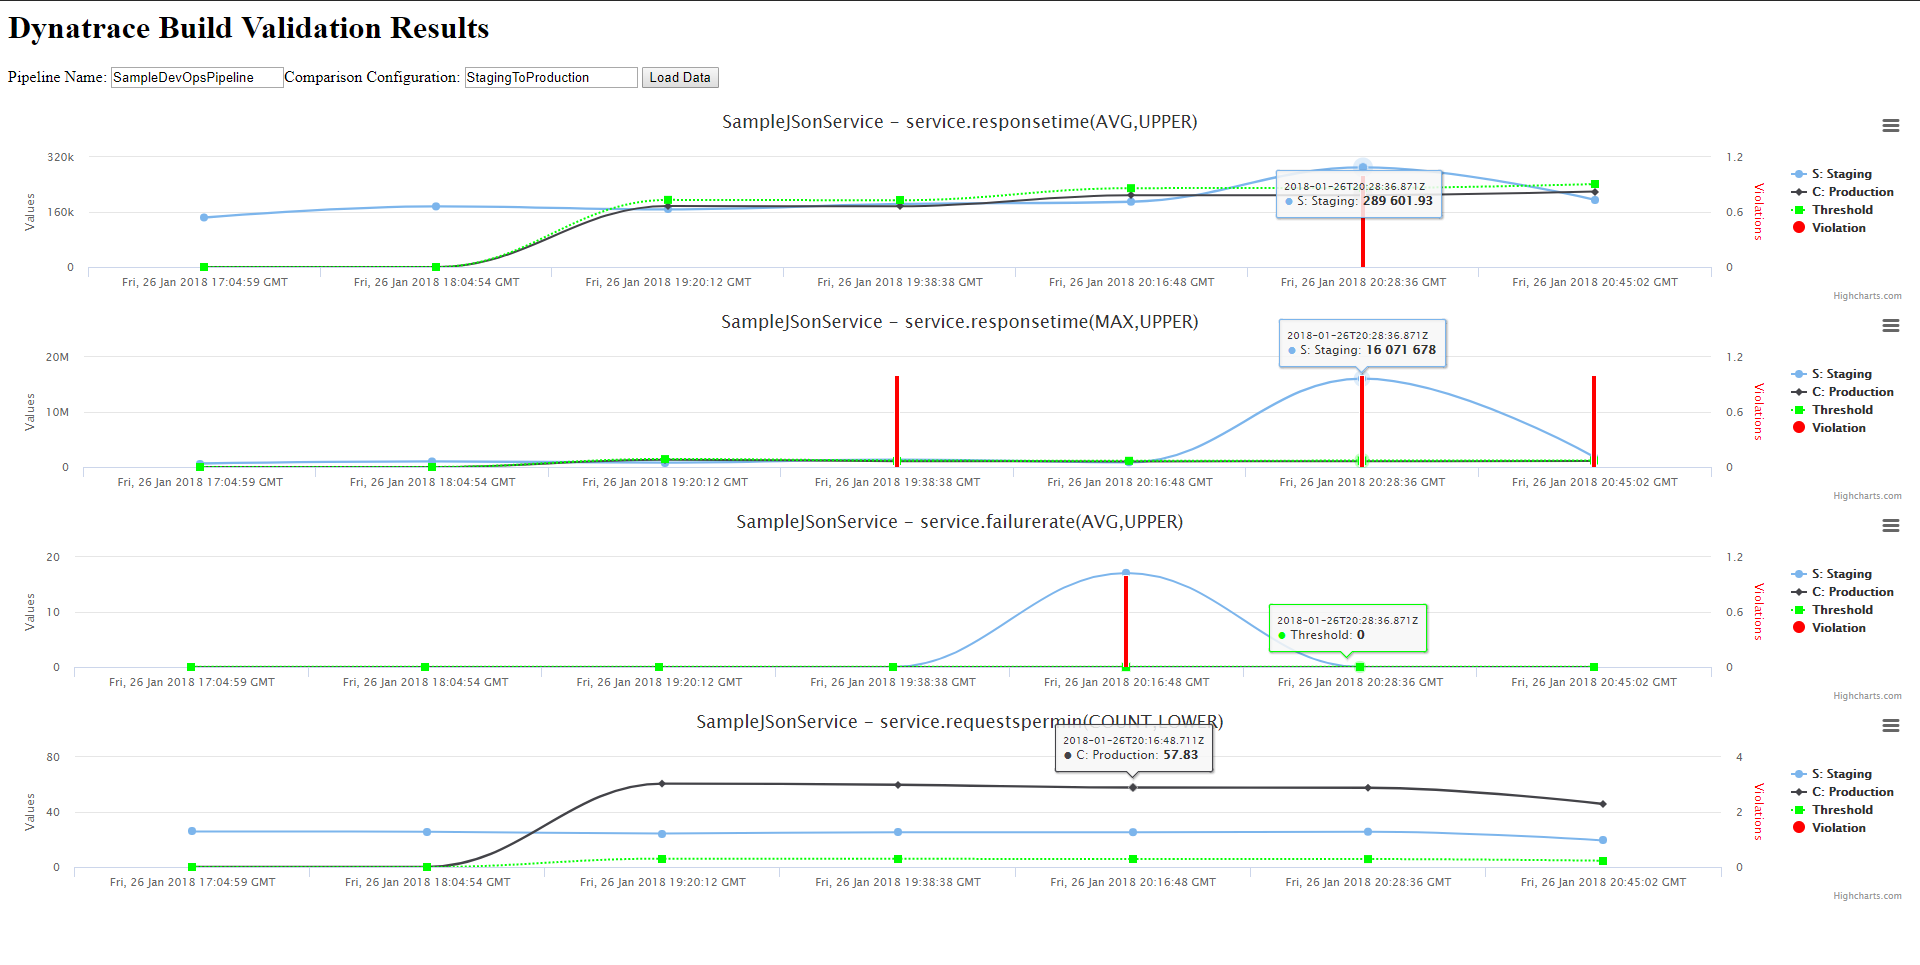 Dynatrace Build Validation Results
Pipeline Name: SampleDevOpsPipeline Comparison Configuration: StagingToProduction Load Data
SampleJSonService - service.responsetime(AVG,UPPER)
320k
160k
0
Values
1.2
0.6
0
Violations
2018-01-26T20:28:36.871Z
S: Staging: 289 601.93
S: Staging
C: Production
Threshold
Violation
Fri, 26 Jan 2018 17:04:59 GMT
Fri, 26 Jan 2018 18:04:54 GMT
Fri, 26 Jan 2018 19:20:12 GMT
Fri, 26 Jan 2018 19:38:38 GMT
Fri, 26 Jan 2018 20:16:48 GMT
Fri, 26 Jan 2018 20:28:36 GMT
Fri, 26 Jan 2018 20:45:02 GMT
Highcharts.com
SampleJSonService - service.responsetime(MAX,UPPER)
20M
10M
0
Values
1.2
0.6
0
Violations
2018-01-26T20:28:36.871Z
S: Staging: 16 071 678
S: Staging
C: Production
Threshold
Violation
Fri, 26 Jan 2018 17:04:59 GMT
Fri, 26 Jan 2018 18:04:54 GMT
Fri, 26 Jan 2018 19:20:12 GMT
Fri, 26 Jan 2018 19:38:38 GMT
Fri, 26 Jan 2018 20:16:48 GMT
Fri, 26 Jan 2018 20:28:36 GMT
Fri, 26 Jan 2018 20:45:02 GMT
Highcharts.com
SampleJSonService - service.failurerate(AVG,UPPER)
20
10
0
Values
1.2
0.6
0
Violations
2018-01-26T20:28:36.871Z
Threshold: 0
S: Staging
C: Production
Threshold
Violation
Fri, 26 Jan 2018 17:04:59 GMT
Fri, 26 Jan 2018 18:04:54 GMT
Fri, 26 Jan 2018 19:20:12 GMT
Fri, 26 Jan 2018 19:38:38 GMT
Fri, 26 Jan 2018 20:16:48 GMT
Fri, 26 Jan 2018 20:28:36 GMT
Fri, 26 Jan 2018 20:45:02 GMT
Highcharts.com
SampleJSonService - service.requestspermin(COUNT,LOWER)
80
40
0
Values
4
2
0
Violations
2018-01-26T20:16:48.711Z
C: Production: 57.83
S: Staging
C: Production
Threshold
Violation
Fri, 26 Jan 2018 17:04:59 GMT
Fri, 26 Jan 2018 18:04:54 GMT
Fri, 26 Jan 2018 19:20:12 GMT
Fri, 26 Jan 2018 19:38:38 GMT
Fri, 26 Jan 2018 20:16:48 GMT
Fri, 26 Jan 2018 20:28:36 GMT
Fri, 26 Jan 2018 20:45:02 GMT
Highcharts.com